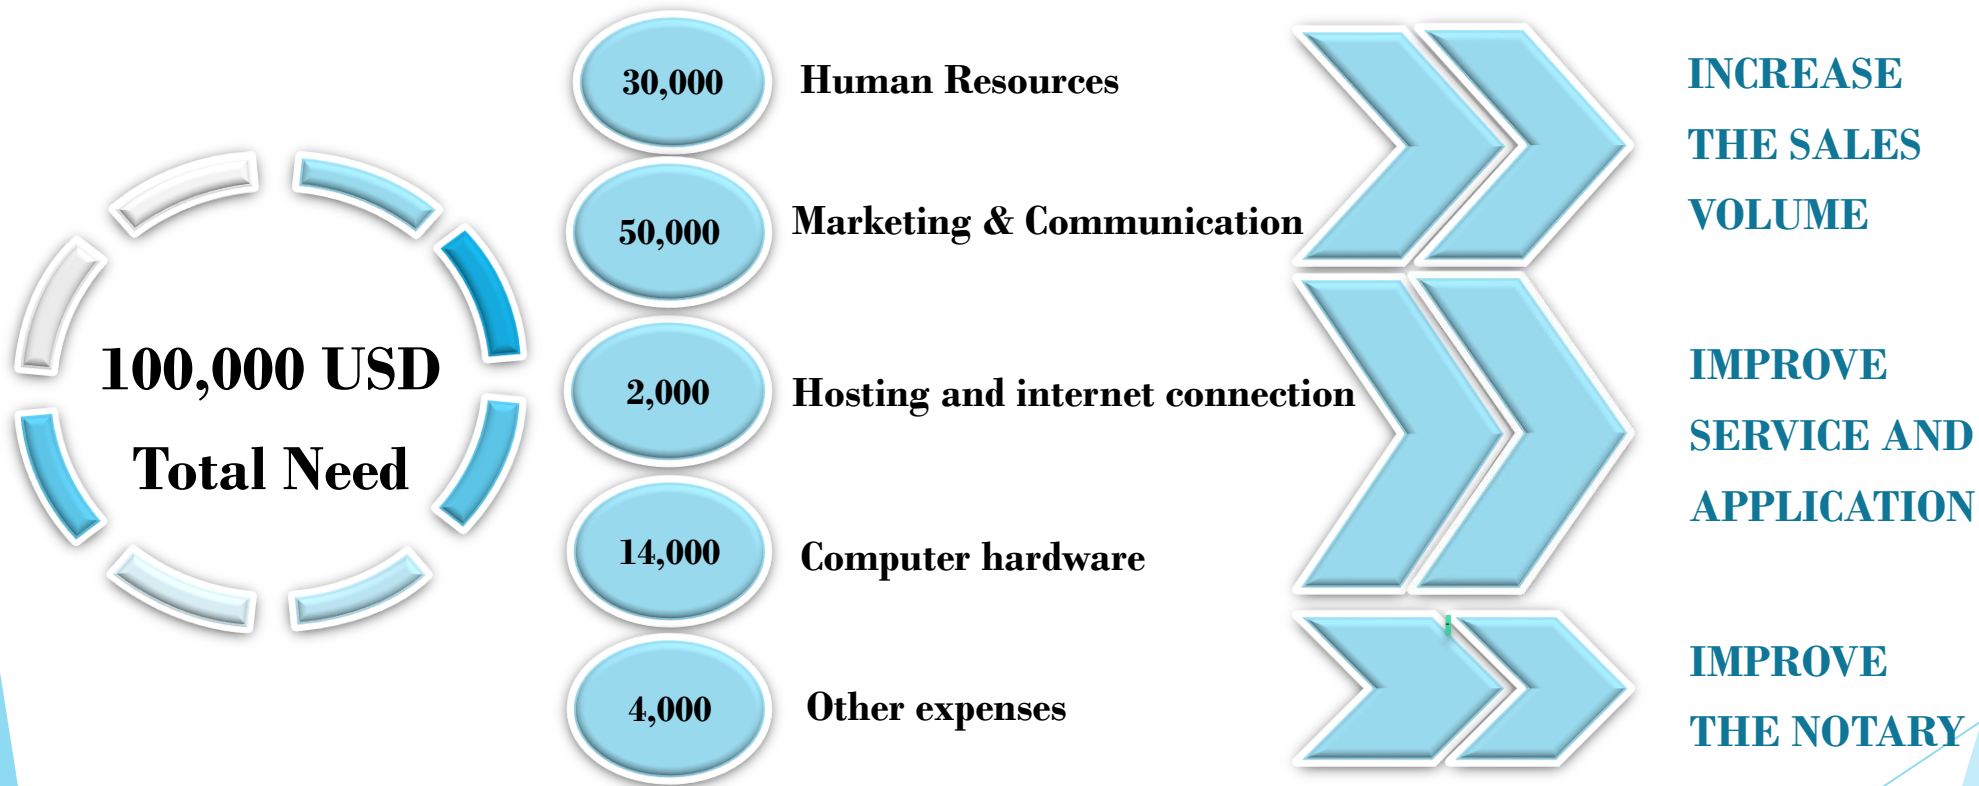 100,000 USD
Total Need
30,000 Human Resources
50,000 Marketing & Communication
2,000 Hosting and internet connection
14,000 Computer hardware
4,000 Other expenses
INCREASE
THE SALES
VOLUME
IMPROVE
SERVICE AND
APPLICATION
IMPROVE
THE NOTARY